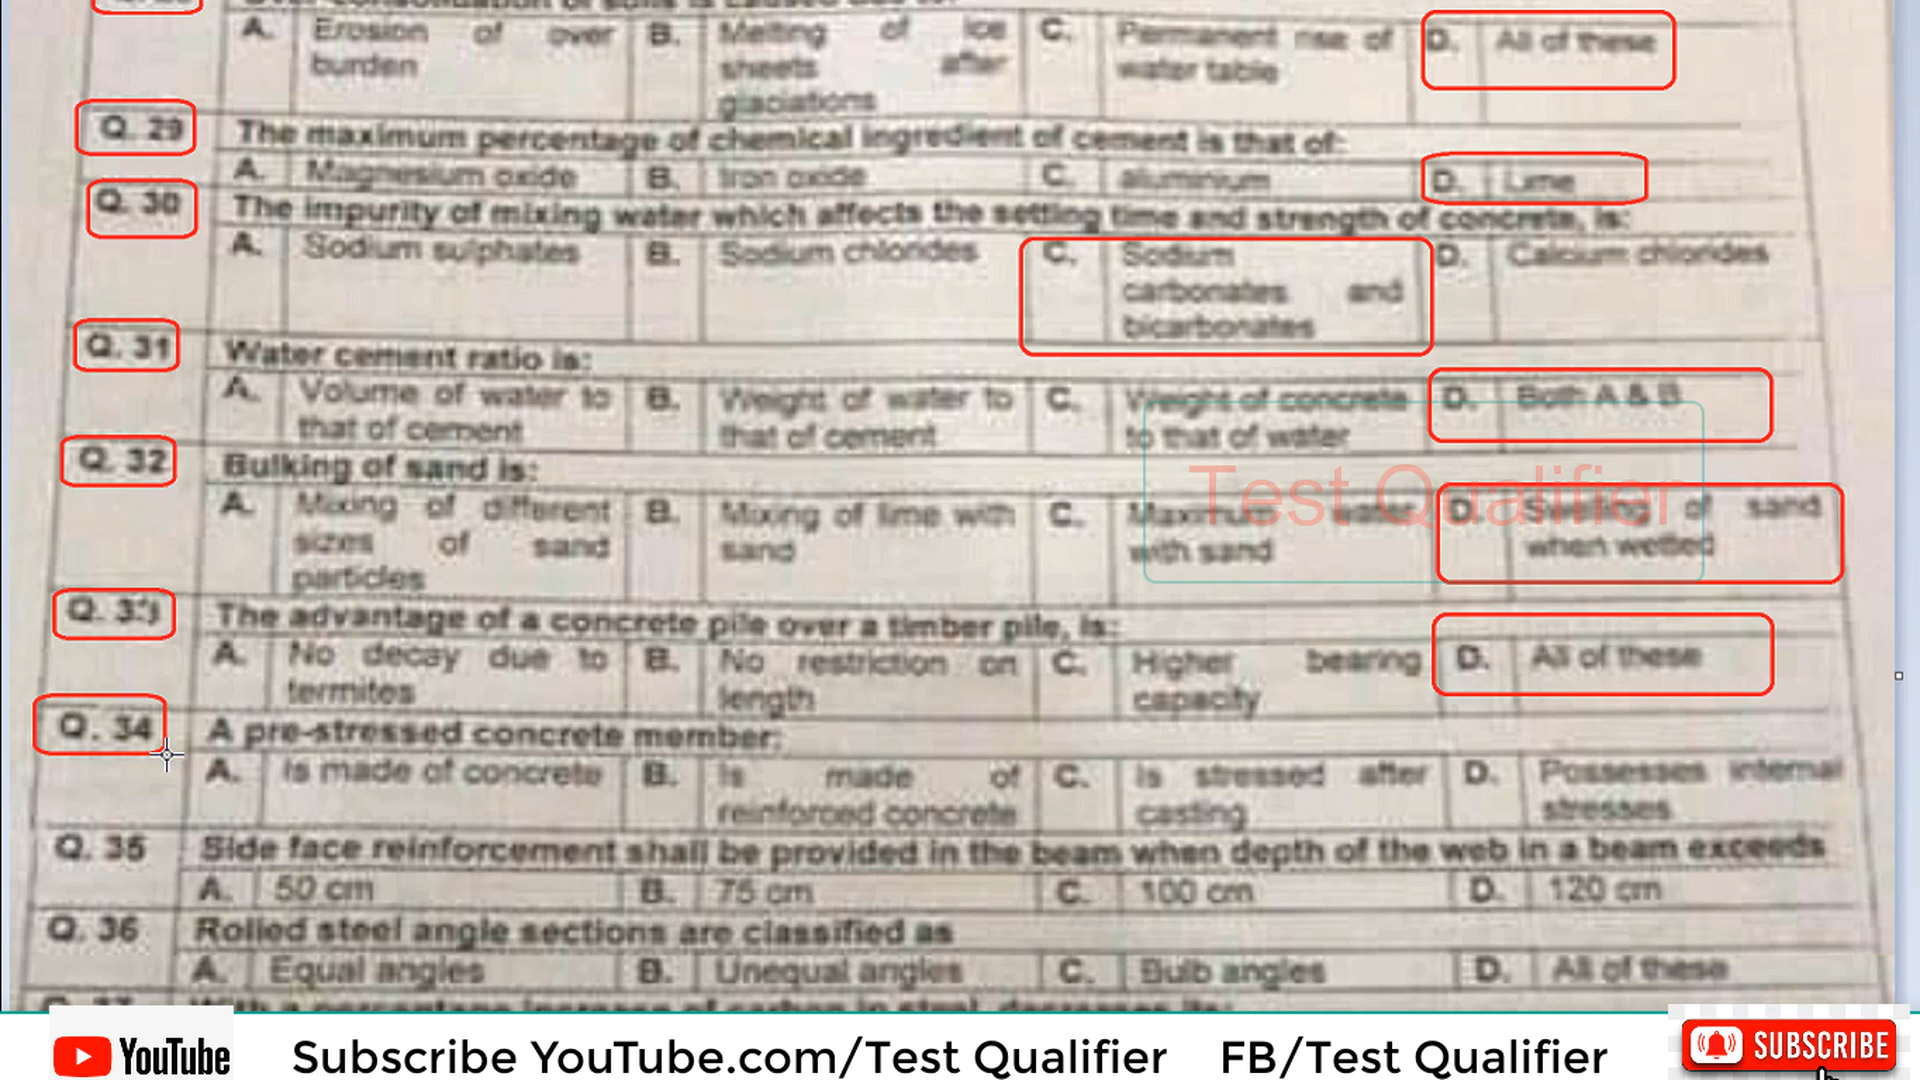 A. Erosion of over burden B. Melting of ice sheets after glaciations C. Permanent rise of water table D. All of these
Q. 29 The maximum percentage of chemical ingredient of cement is that of:
A. Magnesium oxide B. Iron oxide C. aluminium D. Lime
Q. 30 The impurity of mixing water which affects the setting time and strength of concrete, is:
A. Sodium sulphates B. Sodium chlorides C. Sodium carbonates and bicarbonates D. Calcium chlorides
Q. 31 Water cement ratio is:
A. Volume of water to that of cement B. Weight of water to that of cement C. Weight of concrete to that of water D. Both A & B
Q. 32 Bulking of sand is:
A. Mixing of different sizes of sand particles B. Mixing of lime with sand C. Maximum water with sand D. Swelling of sand when wetted
Test Qualifier
Q. 33 The advantage of a concrete pile over a timber pile, is:
A. No decay due to termites B. No restriction on length C. Higher bearing capacity D. All of these
Q. 34 A pre-stressed concrete member:
A. Is made of concrete B. Is made of reinforced concrete C. Is stressed after casting D. Possesses internal stresses
Q. 35 Side face reinforcement shall be provided in the beam when depth of the web in a beam exceeds
A. 50 cm B. 75 cm C. 100 cm D. 120 cm
Q. 36 Rolled steel angle sections are classified as
A. Equal angles B. Unequal angles C. Bulb angles D. All of these
With a percentage increase of carbon in steel, decreases its:
YouTube Subscribe YouTube.com/Test Qualifier FB/Test Qualifier SUBSCRIBE